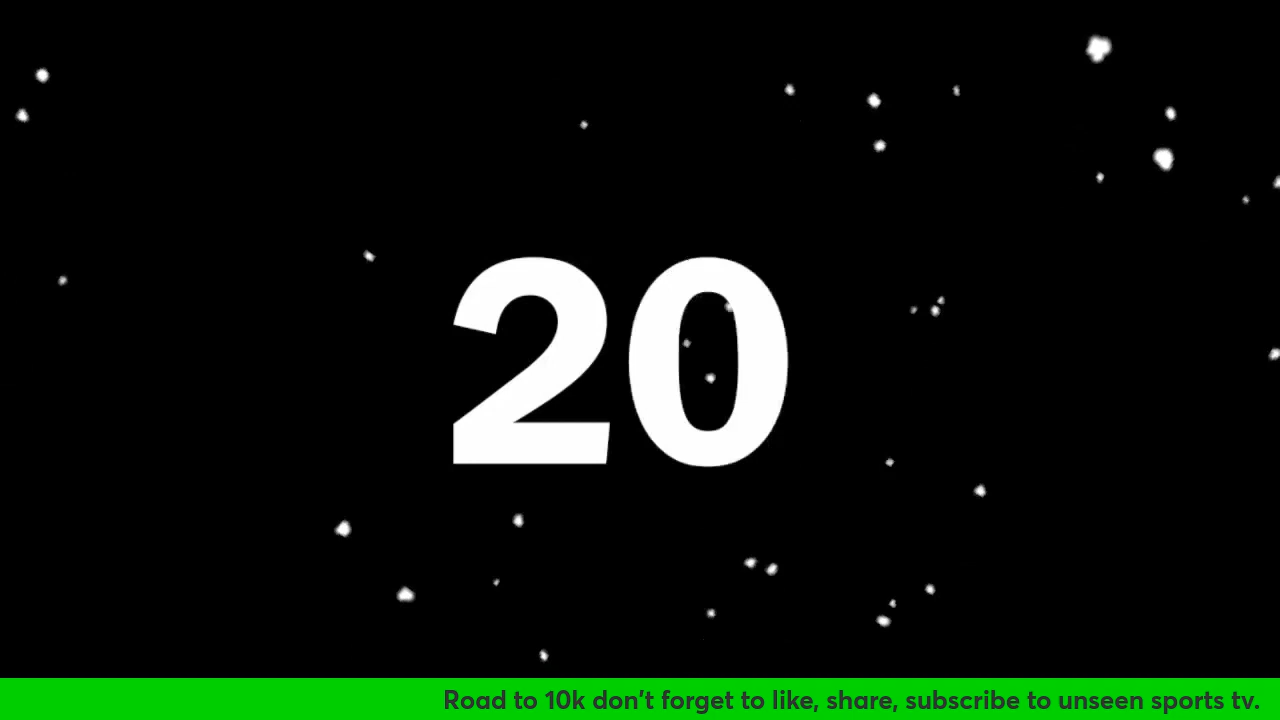 20
Road to 10k don't forget to like, share, subscribe to unseen sports tv.